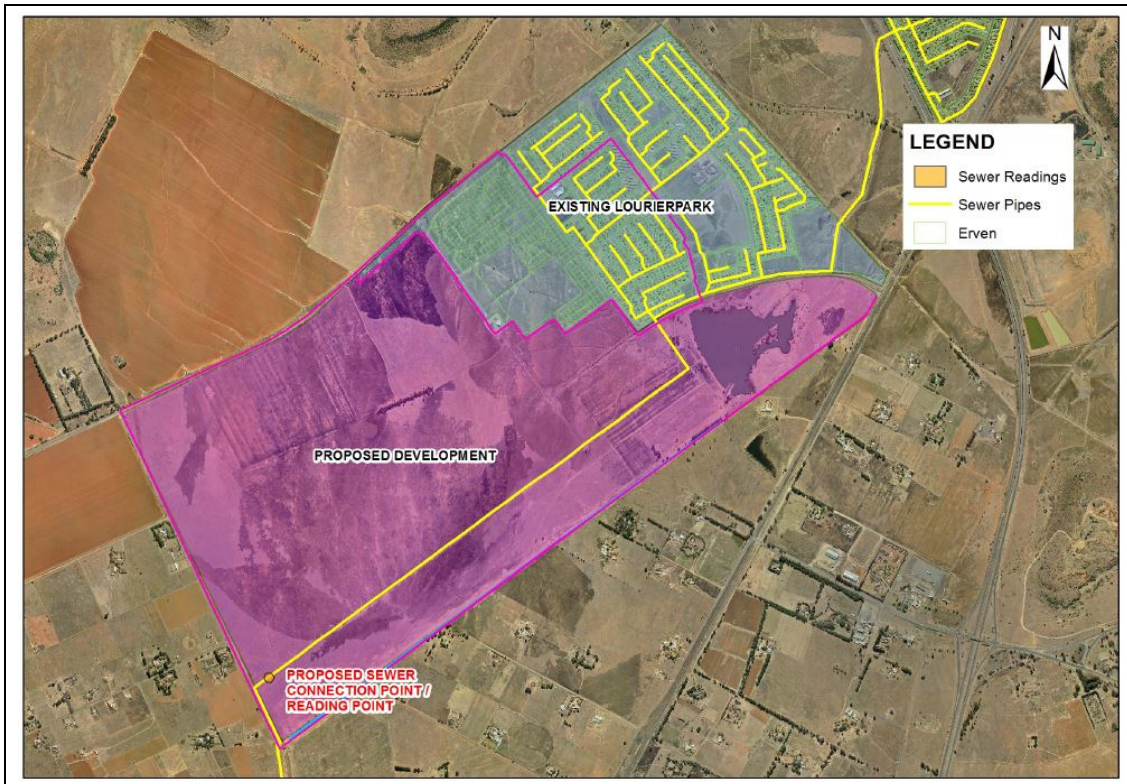 N
LEGEND
Sewer Readings
Sewer Pipes
Erven
EXISTING LOURIERPARK
PROPOSED DEVELOPMENT
PROPOSED SEWER
CONNECTION POINT /
READING POINT